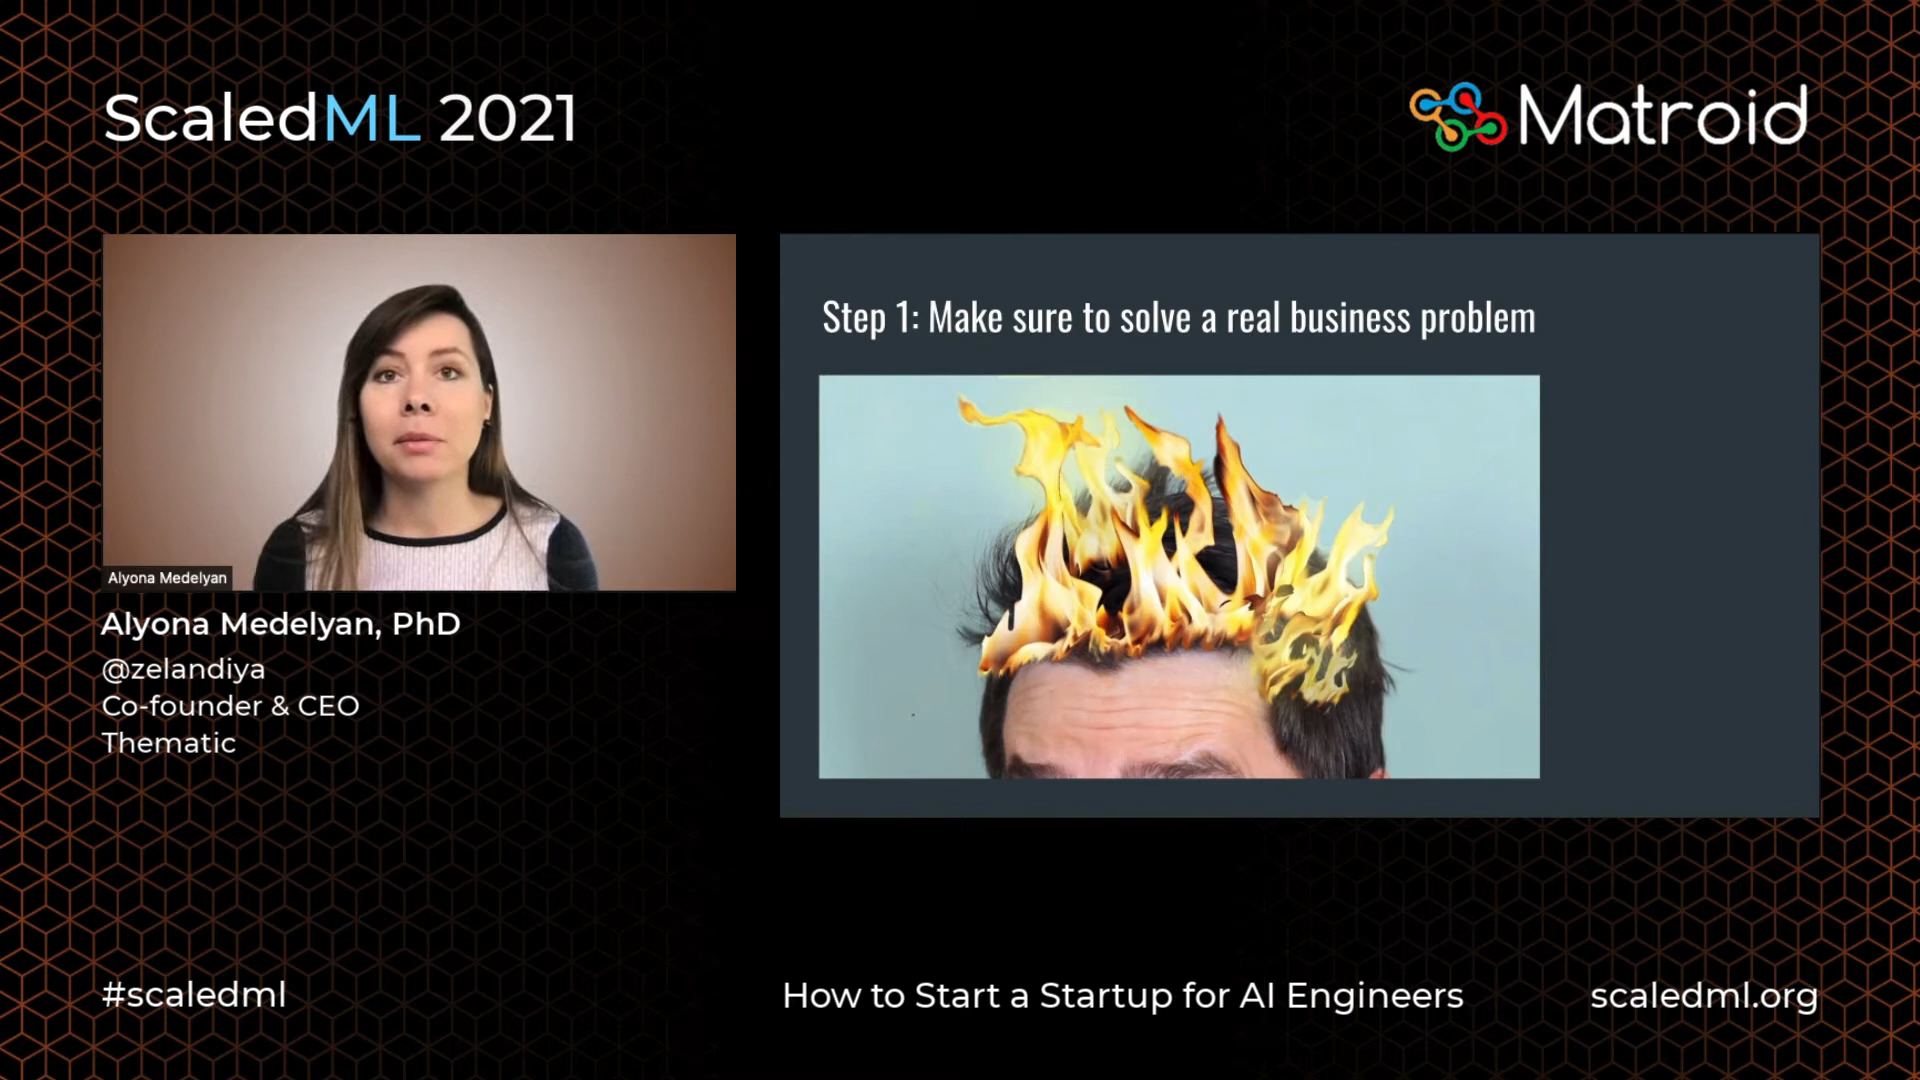 ScaledML 2021
Matroid
Step 1: Make sure to solve a real business problem
Alyona Medelyan
Alyona Medelyan, PhD
@zelandiya
Co-founder & CEO
Thematic
#scaledml
How to Start a Startup for AI Engineers
scaledml.org